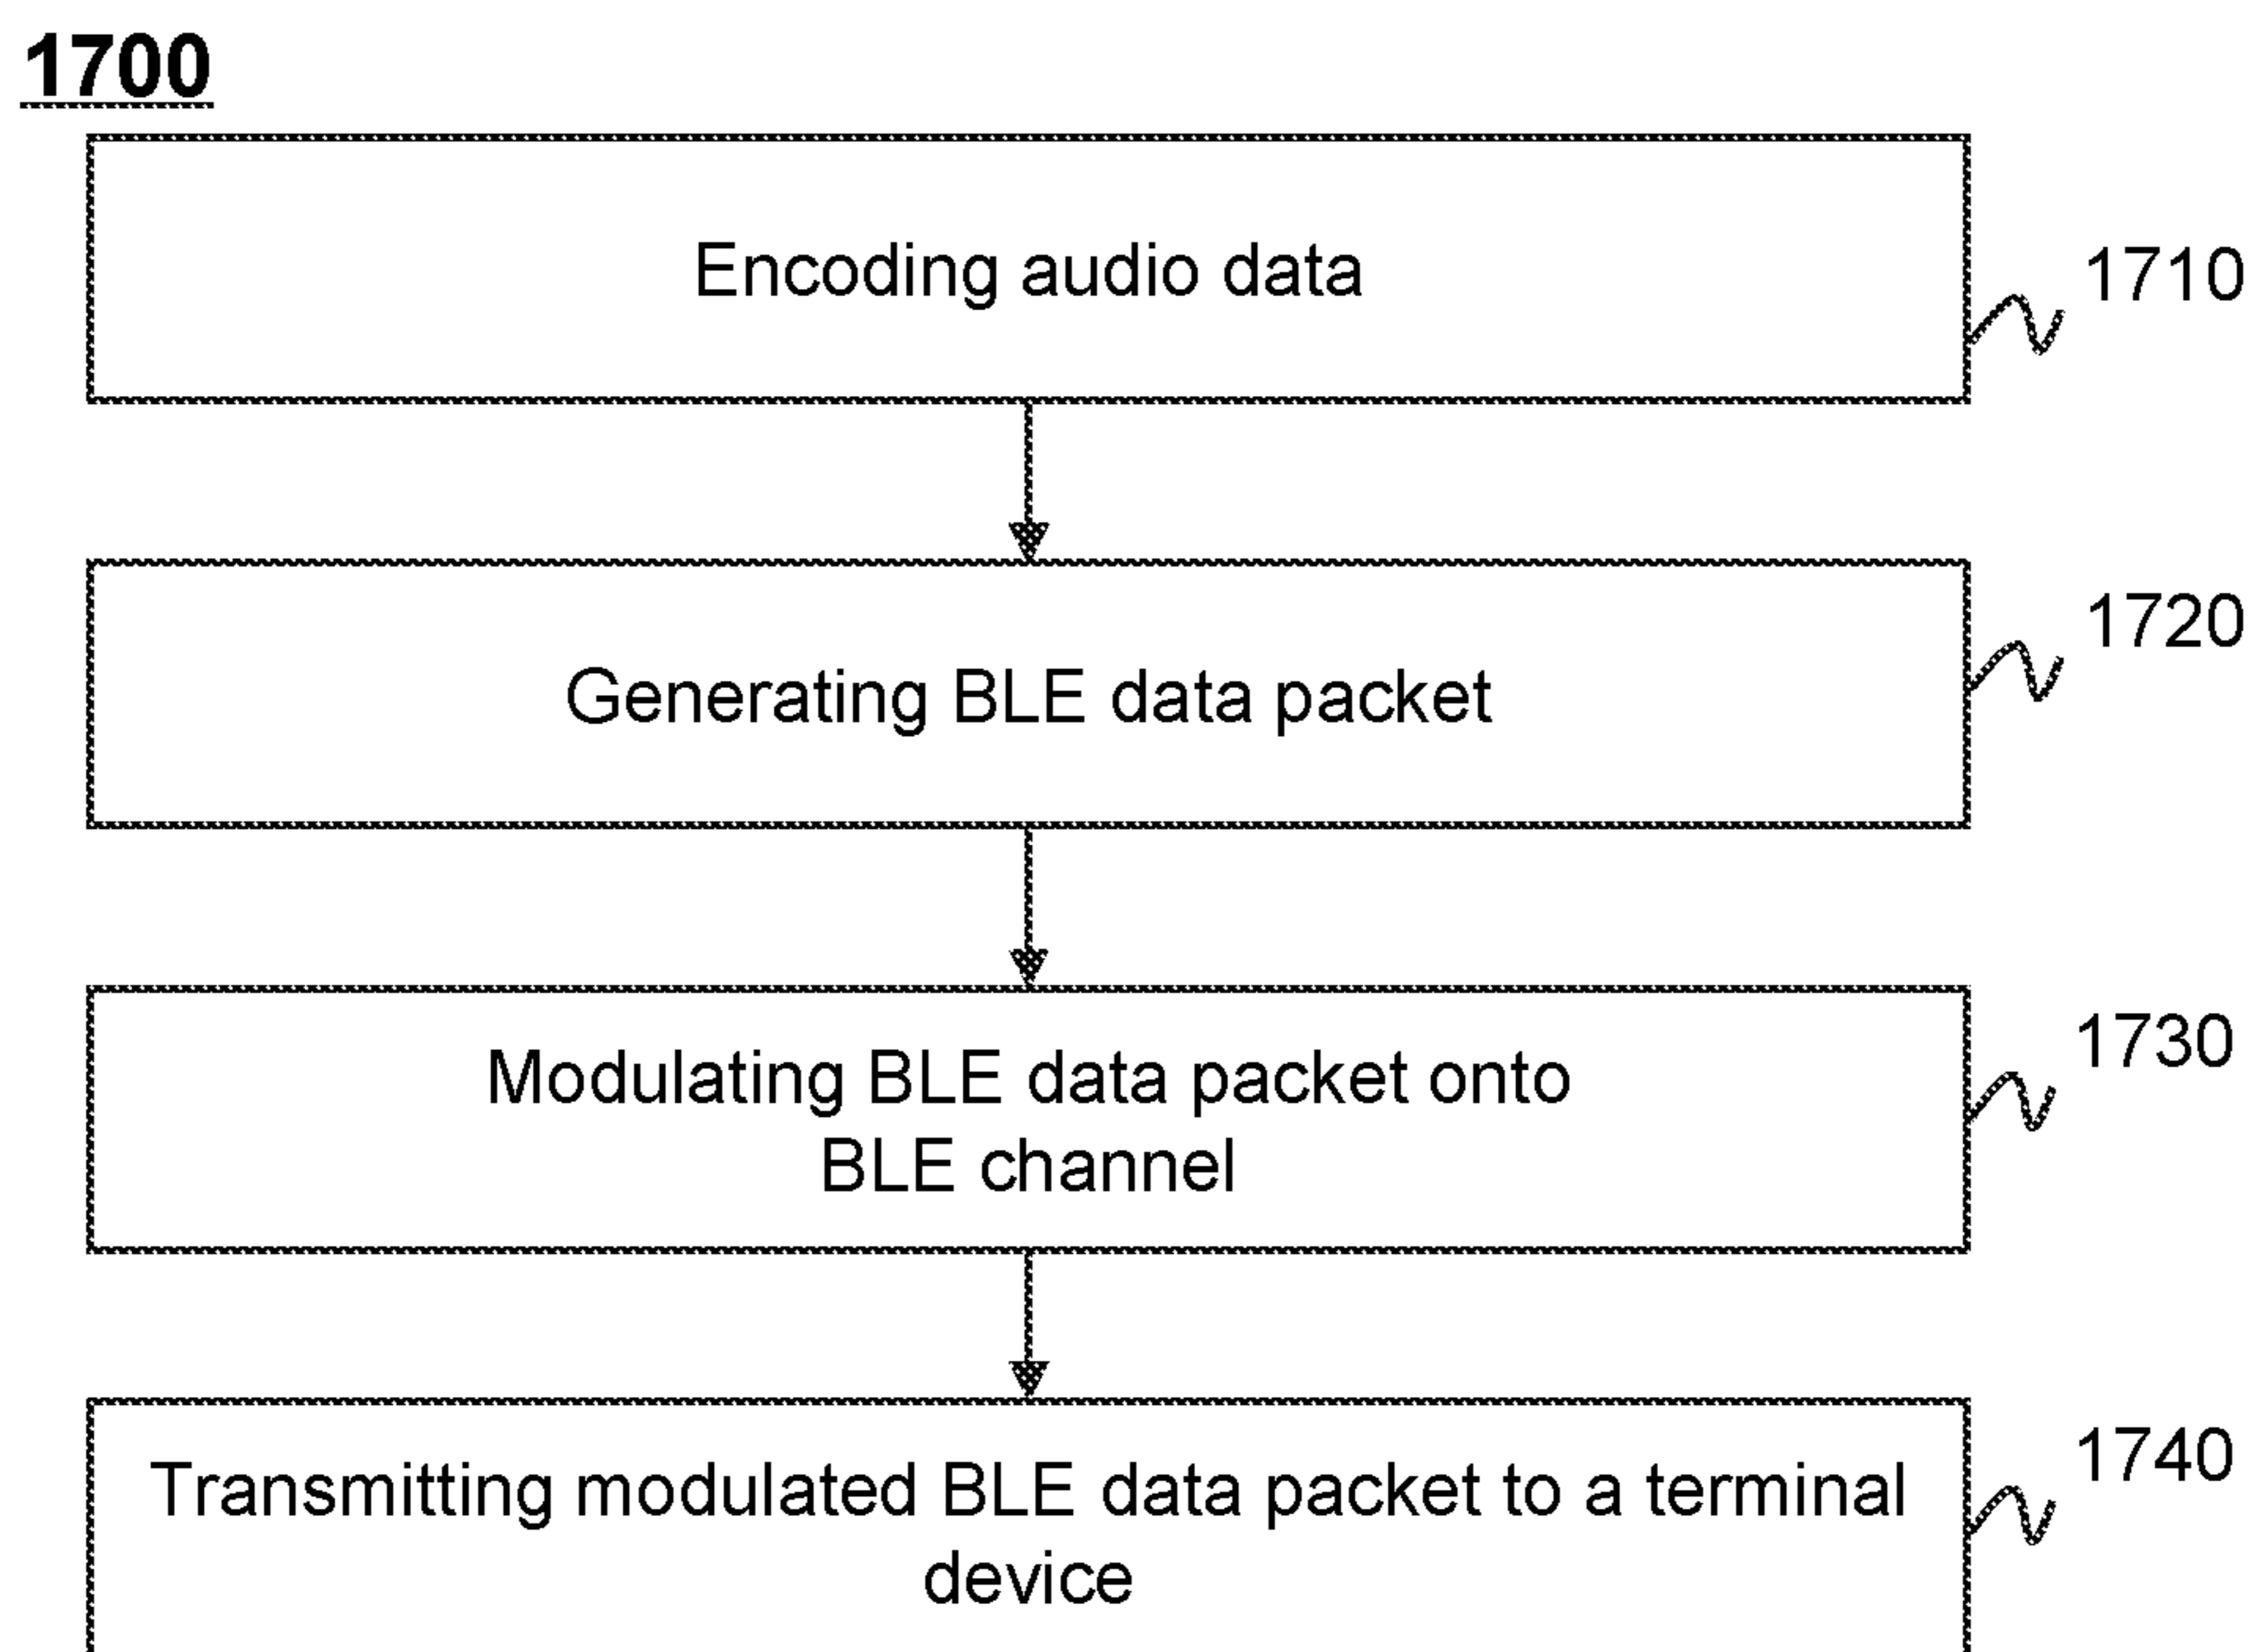 1700
Encoding audio data
1710
Generating BLE data packet
1720
Modulating BLE data packet onto
BLE channel
1730
Transmitting modulated BLE data packet to a terminal
device
1740